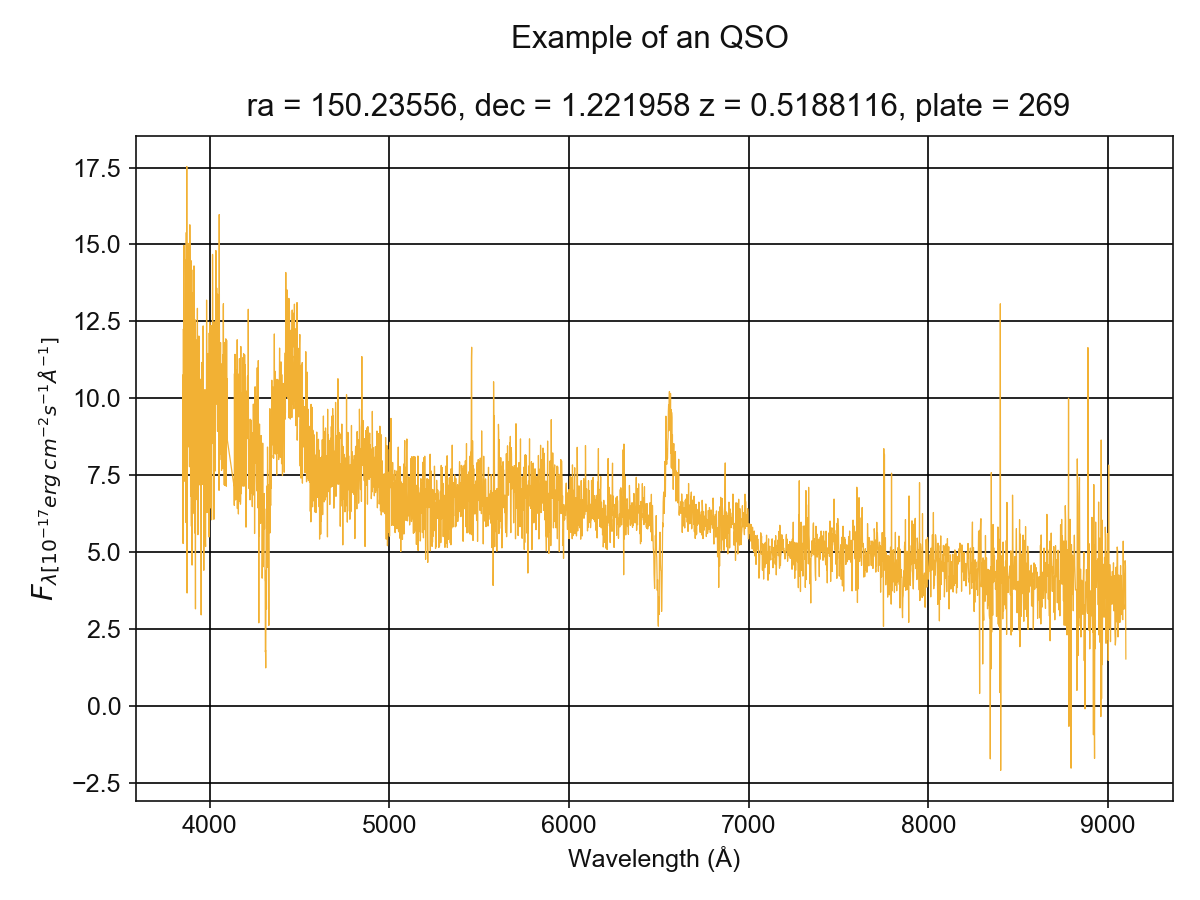 Example of an QSO
ra = 150.23556, dec = 1.221958 z = 0.5188116, plate = 269
17.5
15.0
12.5
10.0
7.5
5.0
2.5
0.0
−2.5
F_{λ[10^{−17}erg cm^{−2}s^{−1}Å^{−1}]}
4000 5000 6000 7000 8000 9000
Wavelength (Å)